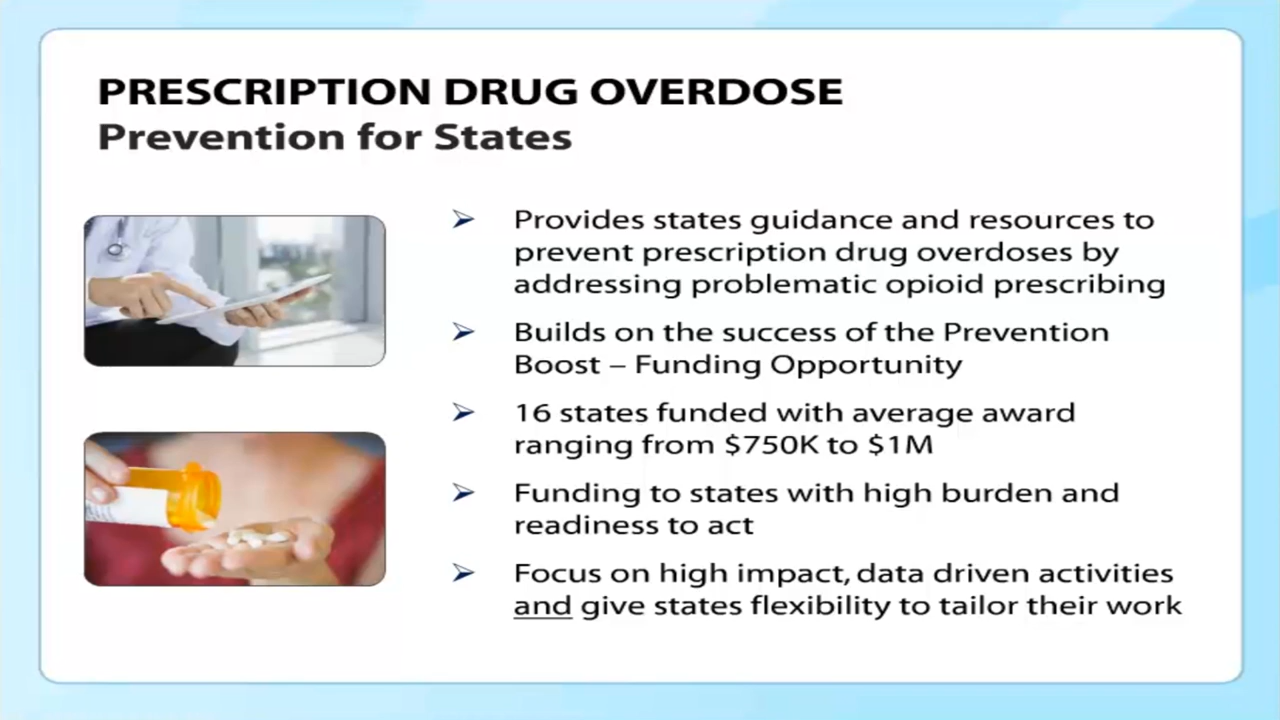 PRESCRIPTION DRUG OVERDOSE
Prevention for States
Provides states guidance and resources to
prevent prescription drug overdoses by
addressing problematic opioid prescribing
Builds on the success of the Prevention
Boost – Funding Opportunity
16 states funded with average award
ranging from $750K to $1M
Funding to states with high burden and
readiness to act
Focus on high impact, data driven activities
and give states flexibility to tailor their work